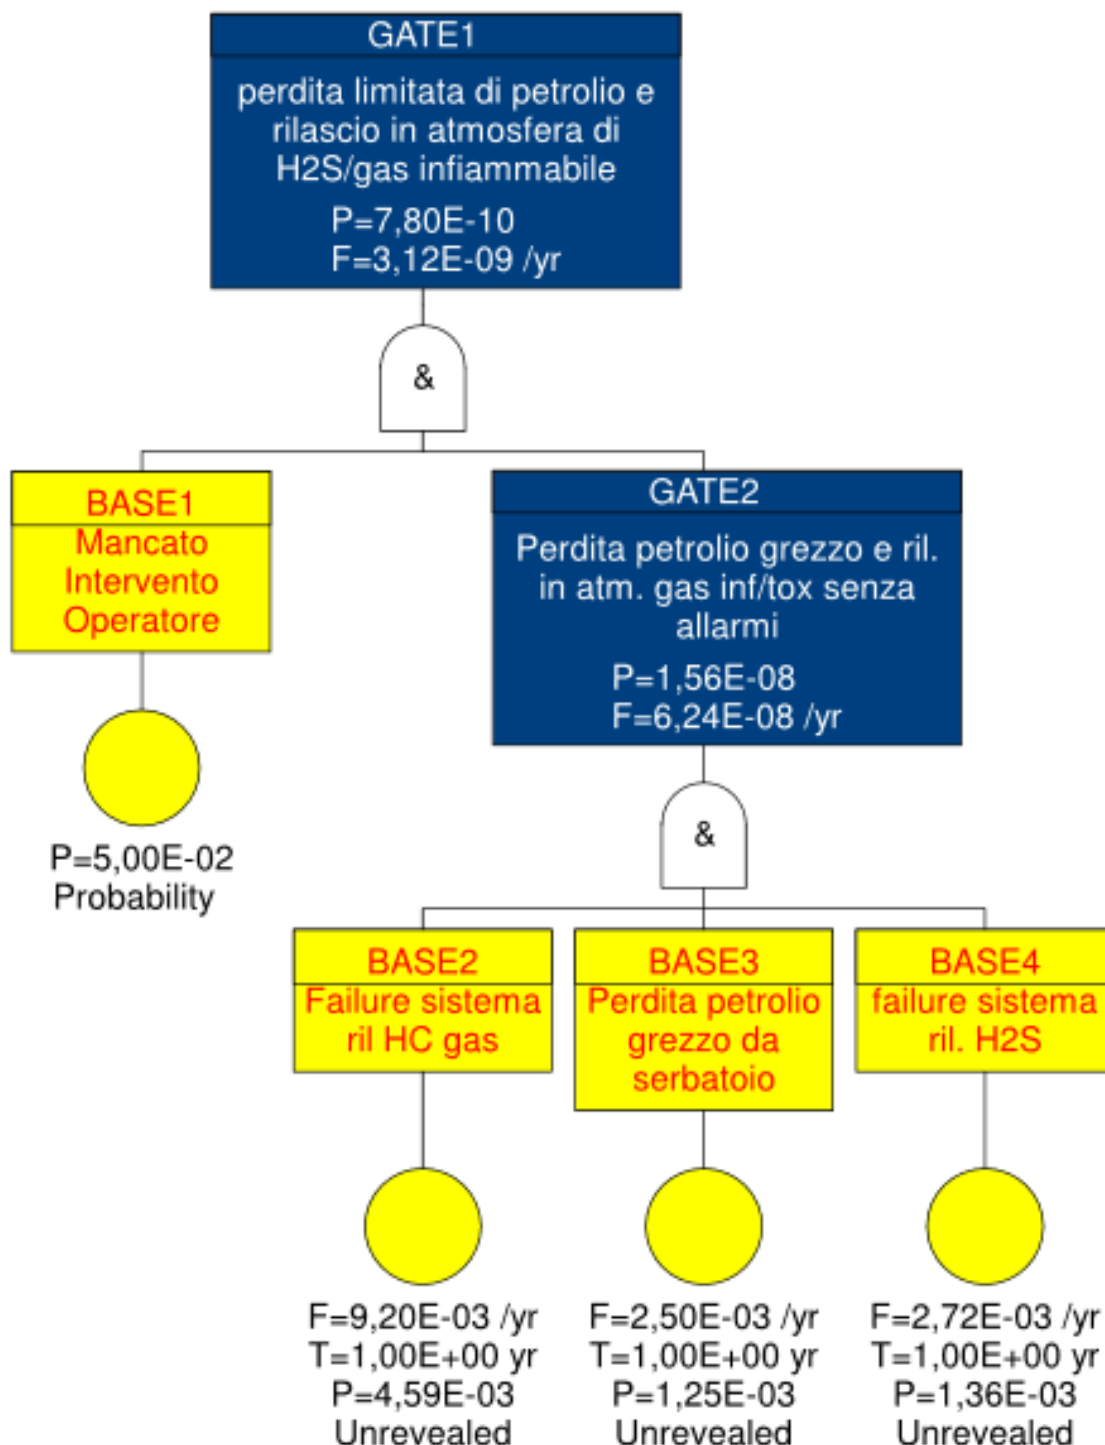 GATE1
perdita limitata di petrolio e
rilascio in atmosfera di
H2S/gas infiammabile
P=7,80E-10
F=3,12E-09 /yr
&
BASE1
Mancato
Intervento
Operatore
P=5,00E-02
Probability
GATE2
Perdita petrolio grezzo e ril.
in atm. gas inf/tox senza
allarmi
P=1,56E-08
F=6,24E-08 /yr
&
BASE2
Failure sistema
ril HC gas
F=9,20E-03 /yr
T=1,00E+00 yr
P=4,59E-03
Unrevealed
BASE3
Perdita petrolio
grezzo da
serbatoio
F=2,50E-03 /yr
T=1,00E+00 yr
P=1,25E-03
Unrevealed
BASE4
failure sistema
ril. H2S
F=2,72E-03 /yr
T=1,00E+00 yr
P=1,36E-03
Unrevealed